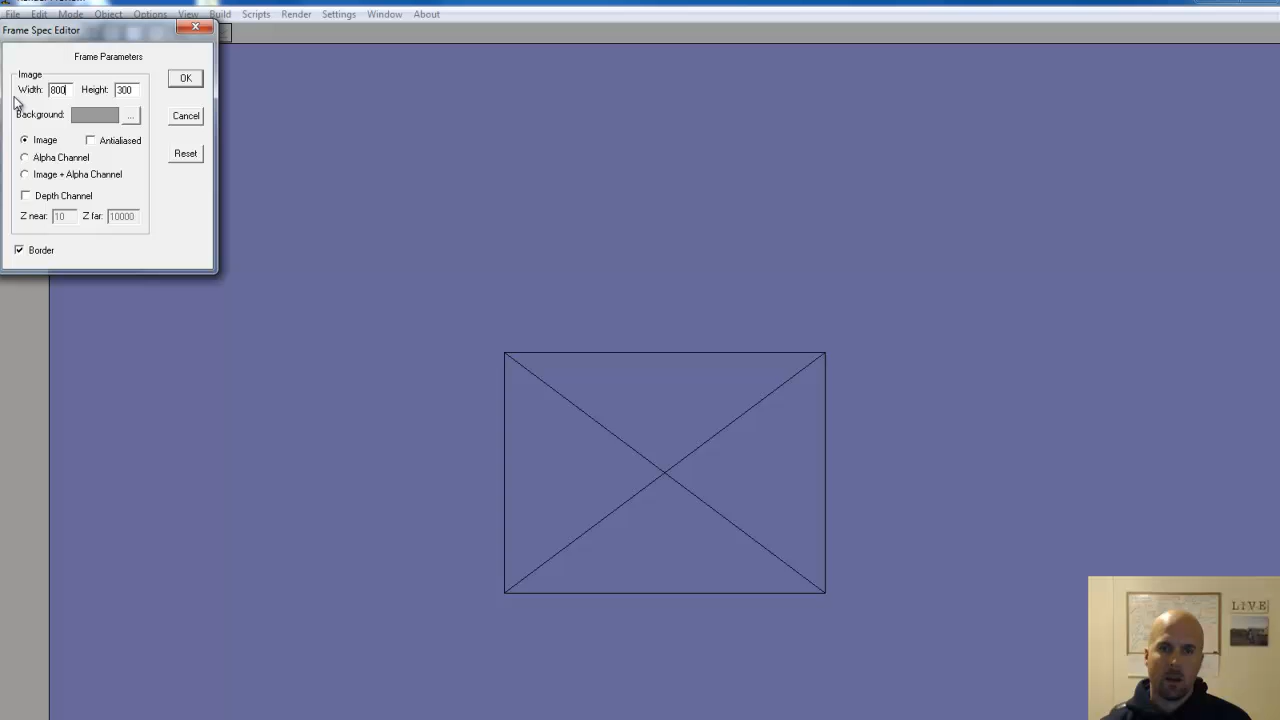 File Edit Mode Object Options View Build Scripts Render Settings Window About
Frame Spec Editor
Frame Parameters
Image
Width: 800 Height: 300
OK
Background: ...
Cancel
Image Antialiased
Alpha Channel
Reset
Image + Alpha Channel
Depth Channel
Z near: 10 Z far: 10000
Border
LIVE